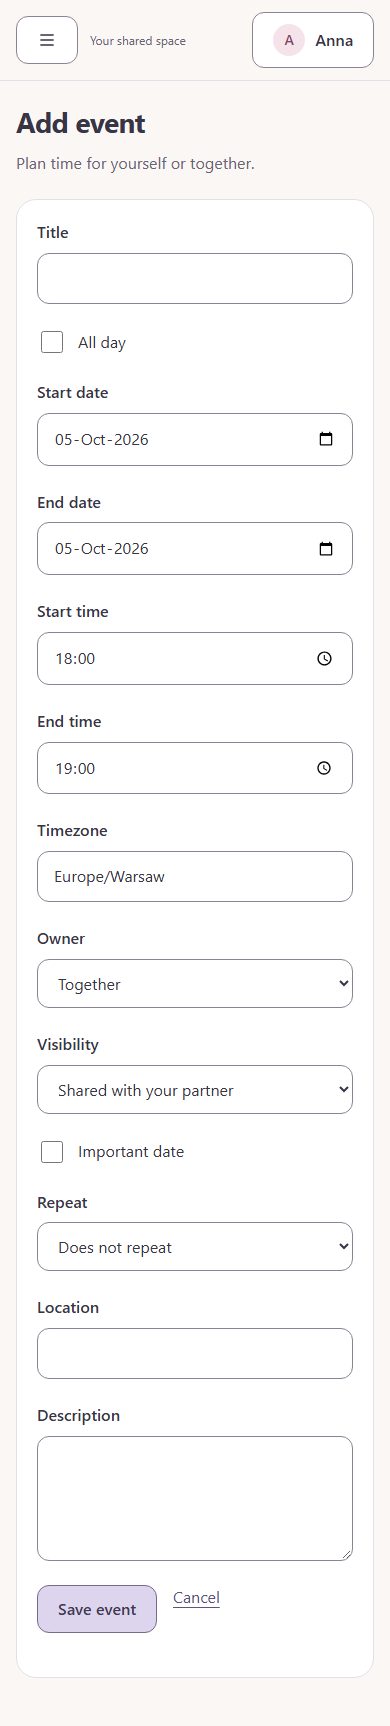 Your shared space
A Anna
Add event
Plan time for yourself or together.
Title
All day
Start date
05-Oct-2026
End date
05-Oct-2026
Start time
18:00
End time
19:00
Timezone
Europe/Warsaw
Owner
Together
Visibility
Shared with your partner
Important date
Repeat
Does not repeat
Location
Description
Save event Cancel